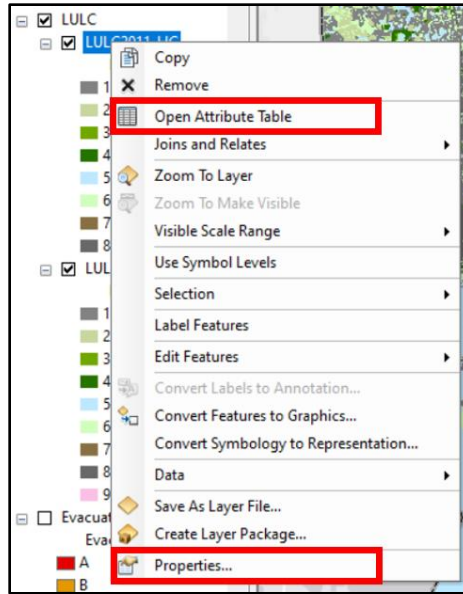 LULC
LULC2011
Copy
1
Remove
2
Open Attribute Table
3
Joins and Relates
4
5
Zoom To Layer
6
Zoom To Make Visible
7
Visible Scale Range
8
Use Symbol Levels
LUL
Selection
1
Label Features
2
3
Edit Features
4
Convert Labels to Annotation...
5
Convert Features to Graphics...
6
7
Convert Symbology to Representation...
8
Data
9
Save As Layer File...
Evacuat
Create Layer Package...
Evac
A
Properties...
B